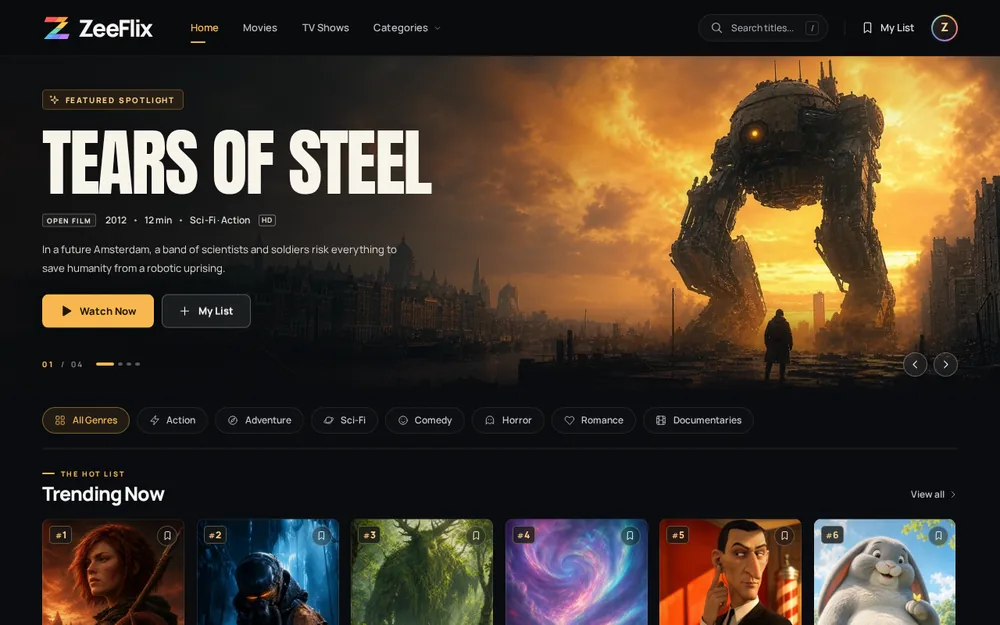 ZeeFlix
Home
Movies
TV Shows
Categories
Search titles...
/
My List
Z
FEATURED SPOTLIGHT
TEARS OF STEEL
OPEN FILM 2012 • 12 min • Sci-Fi · Action HD
In a future Amsterdam, a band of scientists and soldiers risk everything to
save humanity from a robotic uprising.
Watch Now
My List
01 / 04
All Genres
Action
Adventure
Sci-Fi
Comedy
Horror
Romance
Documentaries
THE HOT LIST
Trending Now
View all
#1
#2
#3
#4
#5
#6